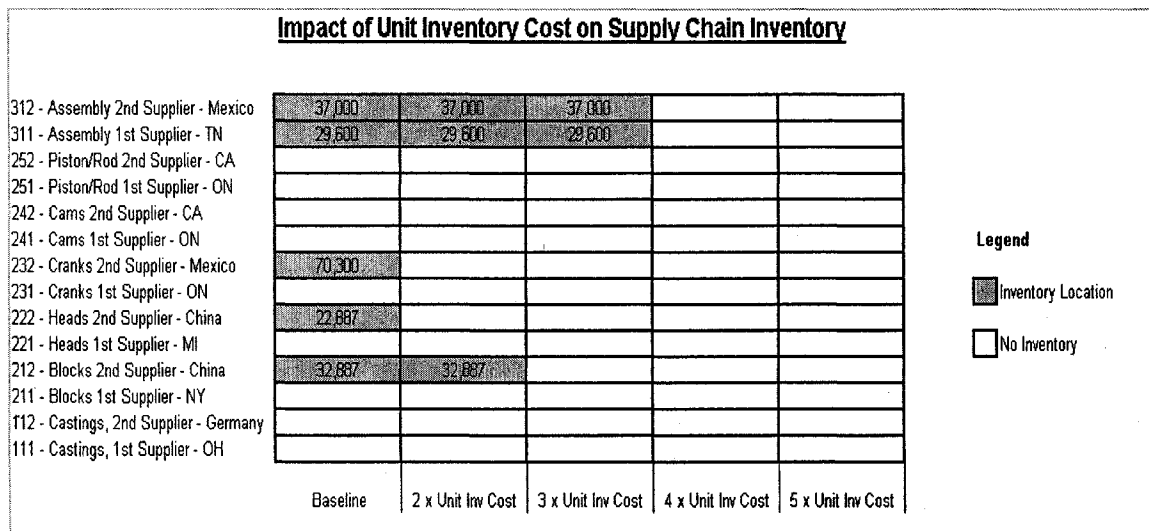 Impact of Unit Inventory Cost on Supply Chain Inventory
312 - Assembly 2nd Supplier - Mexico 37,000 37,000 37,000
311 - Assembly 1st Supplier - TN 29,600 29,600 29,600
252 - Piston/Rod 2nd Supplier - CA
251 - Piston/Rod 1st Supplier - ON
242 - Cams 2nd Supplier - CA
241 - Cams 1st Supplier - ON
Legend
232 - Cranks 2nd Supplier - Mexico 70,300
231 - Cranks 1st Supplier - ON
Inventory Location
222 - Heads 2nd Supplier - China 22,887
221 - Heads 1st Supplier - MI
No Inventory
212 - Blocks 2nd Supplier - China 32,887 32,887
211 - Blocks 1st Supplier - NY
112 - Castings, 2nd Supplier - Germany
111 - Castings, 1st Supplier - OH
Baseline 2 x Unit Inv Cost 3 x Unit Inv Cost 4 x Unit Inv Cost 5 x Unit Inv Cost